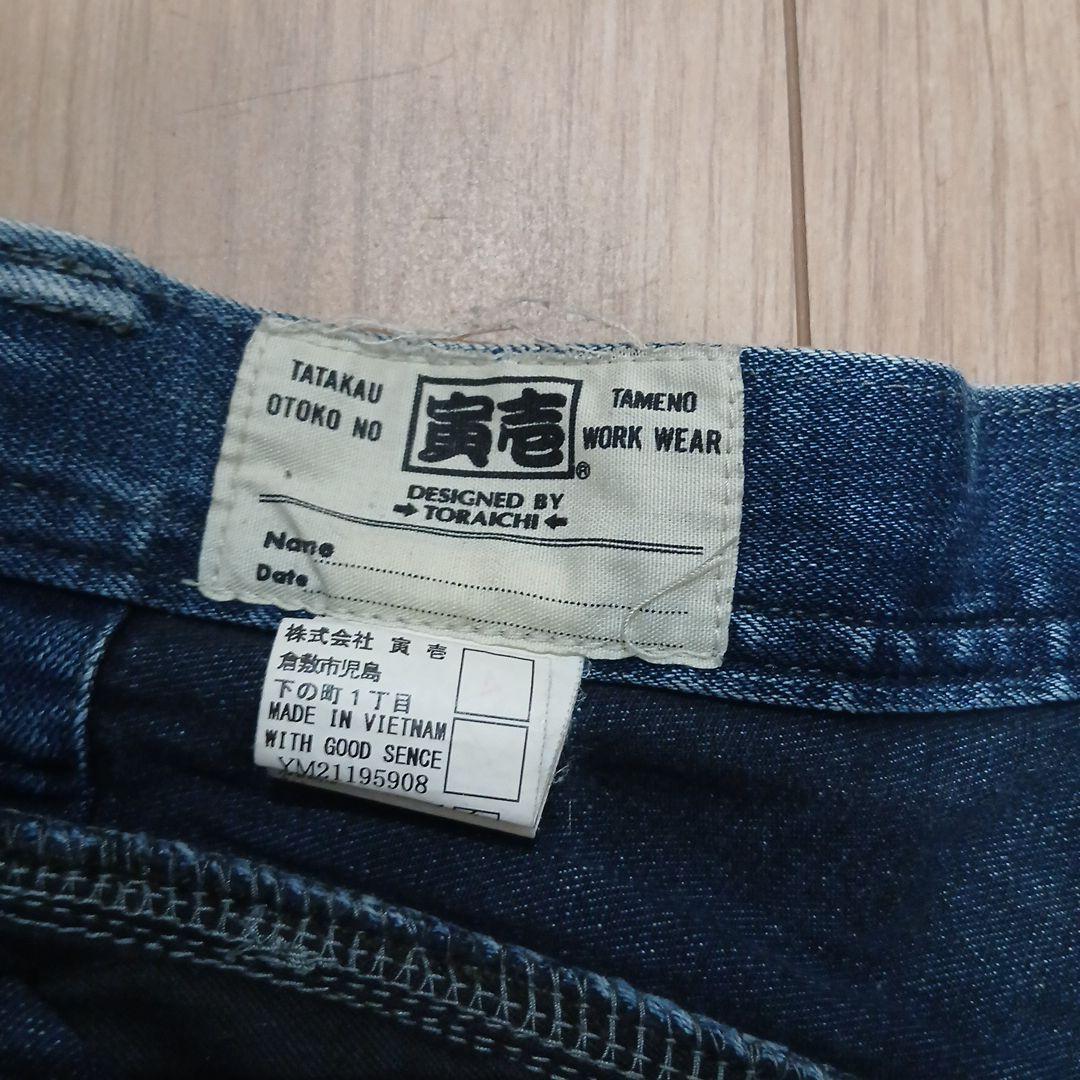 TATAKAU
OTOKO NO
寅壱®
TAMENO
WORK WEAR
DESIGNED BY
→ TORAICHI ←
Name
Date
株式会社 寅壱
倉敷市児島
下の町1丁目
MADE IN VIETNAM
WITH GOOD SENCE
YM21195908